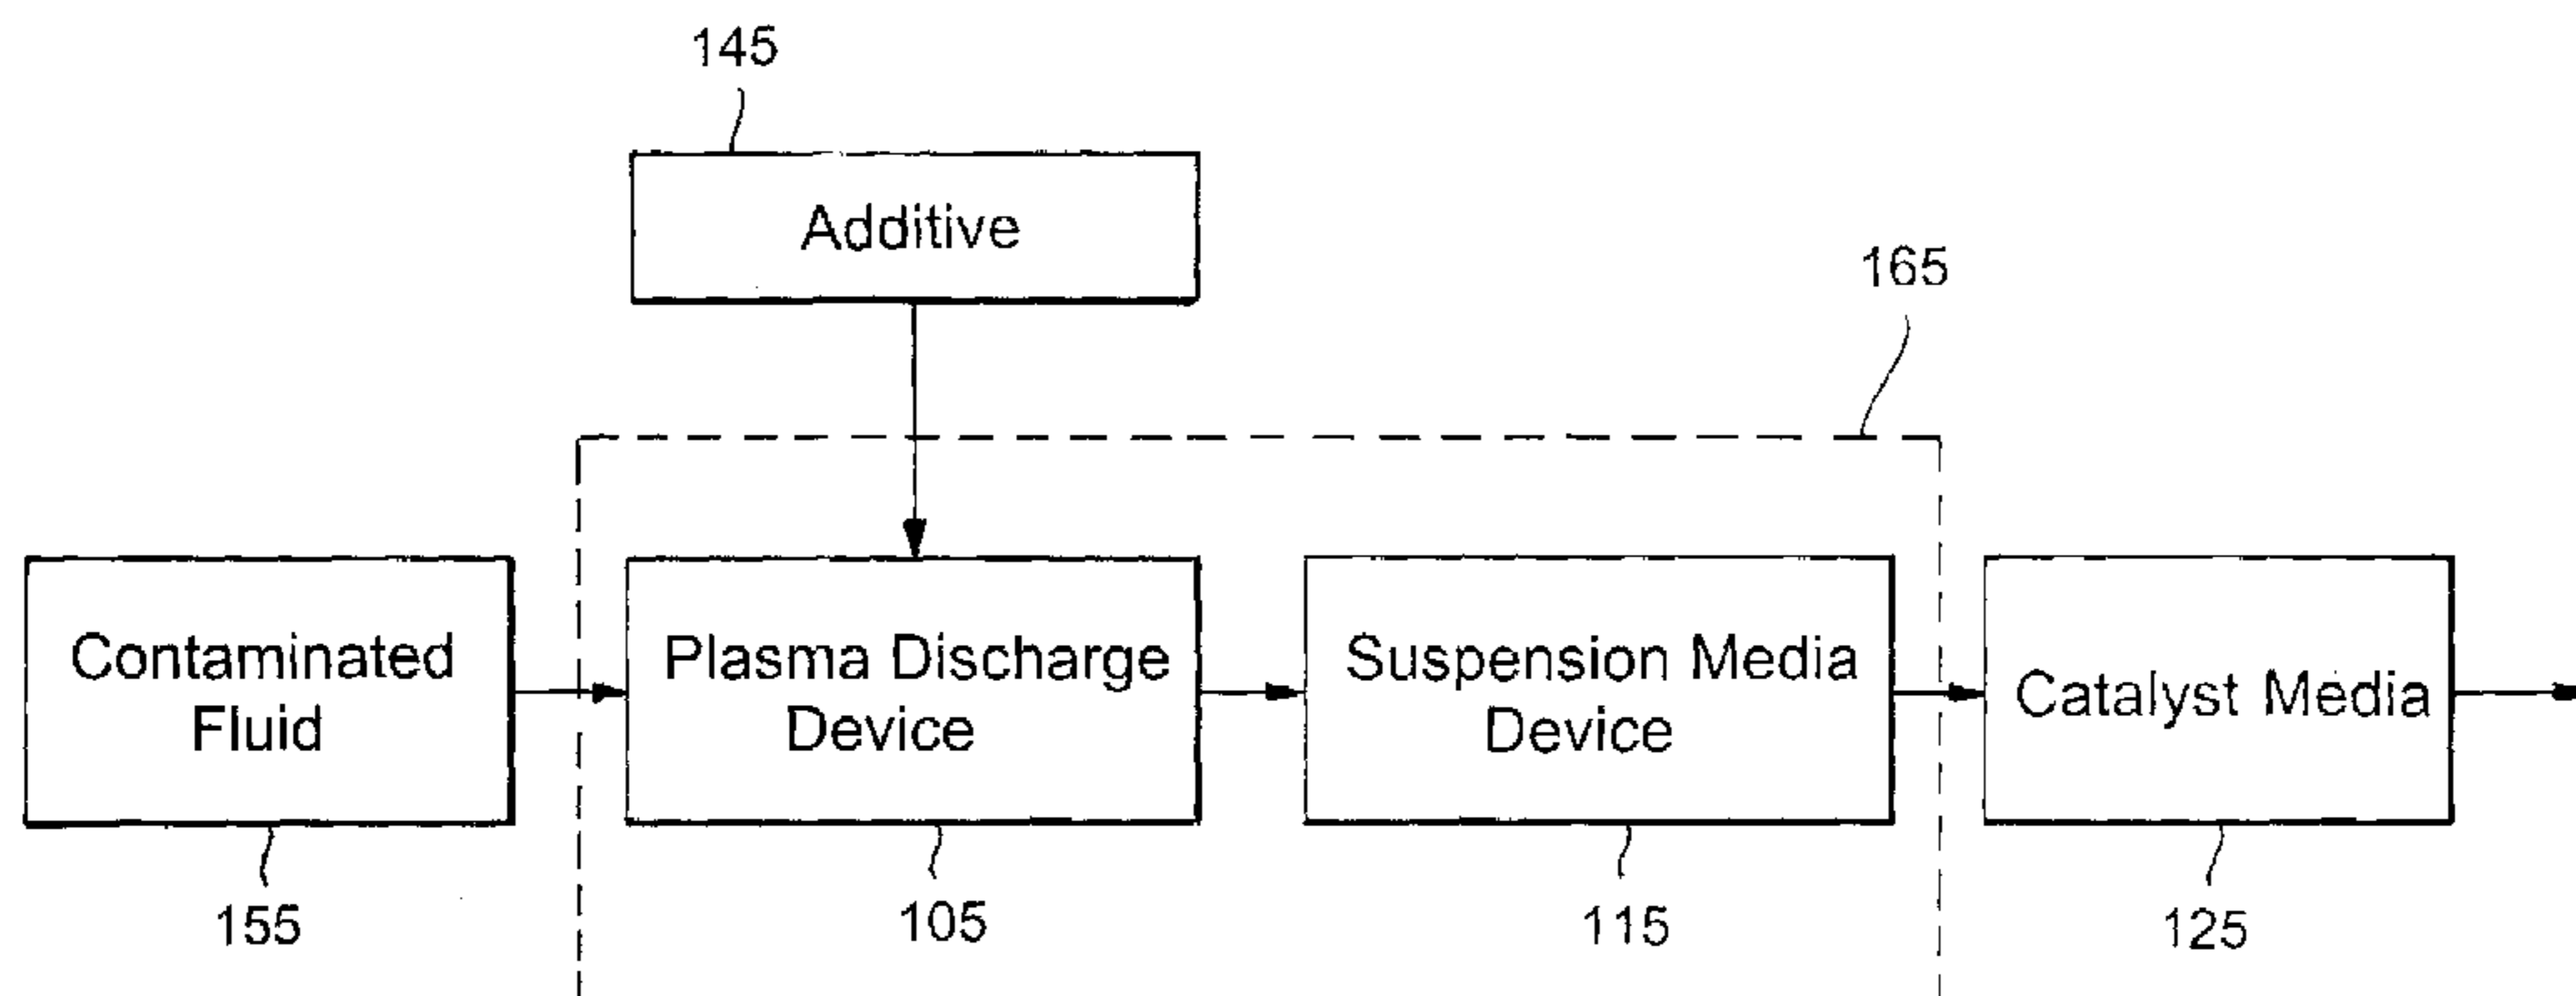 145
Additive
165
Contaminated
Fluid
Plasma Discharge
Device
Suspension Media
Device
Catalyst Media
155
105
115
125